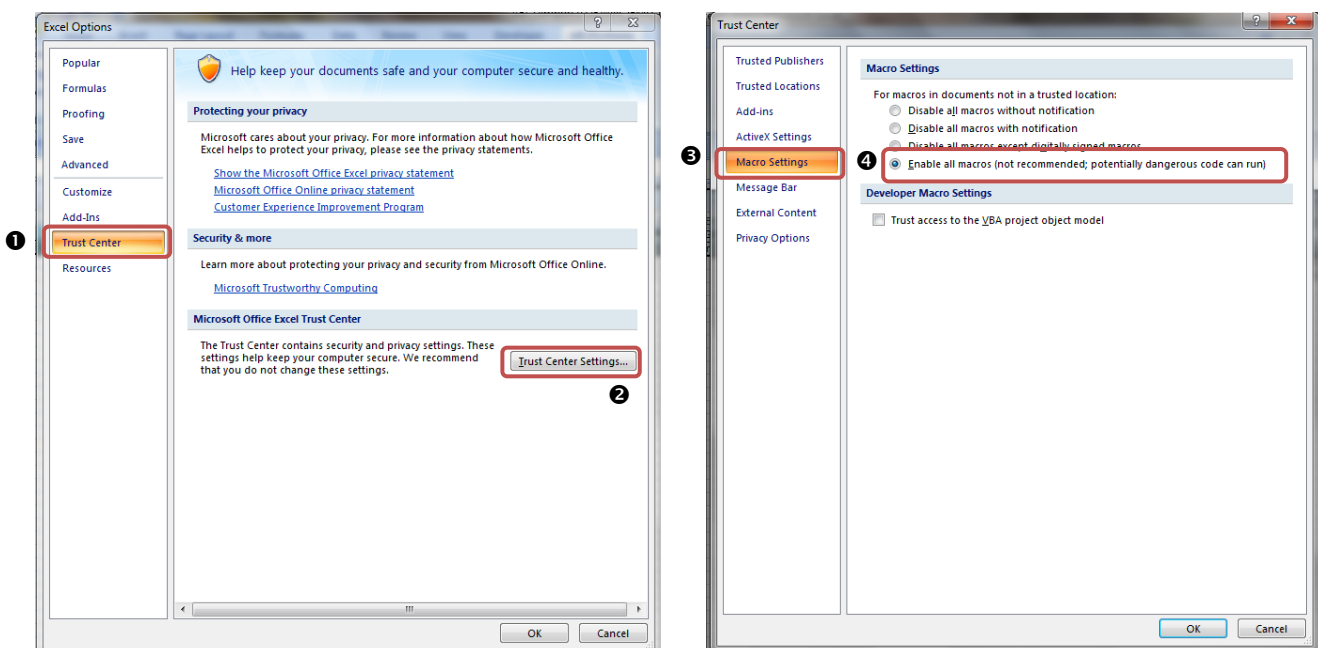 Excel Options
Popular
Formulas
Proofing
Save
Advanced
Customize
Add-Ins
❶
Trust Center
Resources
Help keep your documents safe and your computer secure and healthy.
Protecting your privacy
Microsoft cares about your privacy. For more information about how Microsoft Office
Excel helps to protect your privacy, please see the privacy statements.
Show the Microsoft Office Excel privacy statement
Microsoft Office Online privacy statement
Customer Experience Improvement Program
Security & more
Learn more about protecting your privacy and security from Microsoft Office Online.
Microsoft Trustworthy Computing
Microsoft Office Excel Trust Center
The Trust Center contains security and privacy settings. These
settings help keep your computer secure. We recommend
that you do not change these settings.
Trust Center Settings...
❷
OK
Cancel
Trust Center
Trusted Publishers
Trusted Locations
Add-ins
ActiveX Settings
❸
Macro Settings
Message Bar
External Content
Privacy Options
Macro Settings
For macros in documents not in a trusted location:
Disable all macros without notification
Disable all macros with notification
Disable all macros except digitally signed macros
❹
Enable all macros (not recommended; potentially dangerous code can run)
Developer Macro Settings
Trust access to the VBA project object model
OK
Cancel